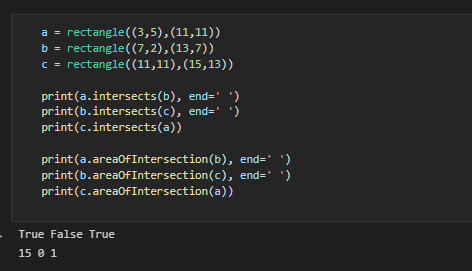 a = rectangle((3,5),(11,11))
b = rectangle((7,2),(13,7))
c = rectangle((11,11),(15,13))
print(a.intersects(b), end=' ')
print(b.intersects(c), end=' ')
print(c.intersects(a))
print(a.areaOfIntersection(b), end=' ')
print(b.areaOfIntersection(c), end=' ')
print(c.areaOfIntersection(a))
True False True
15 0 1